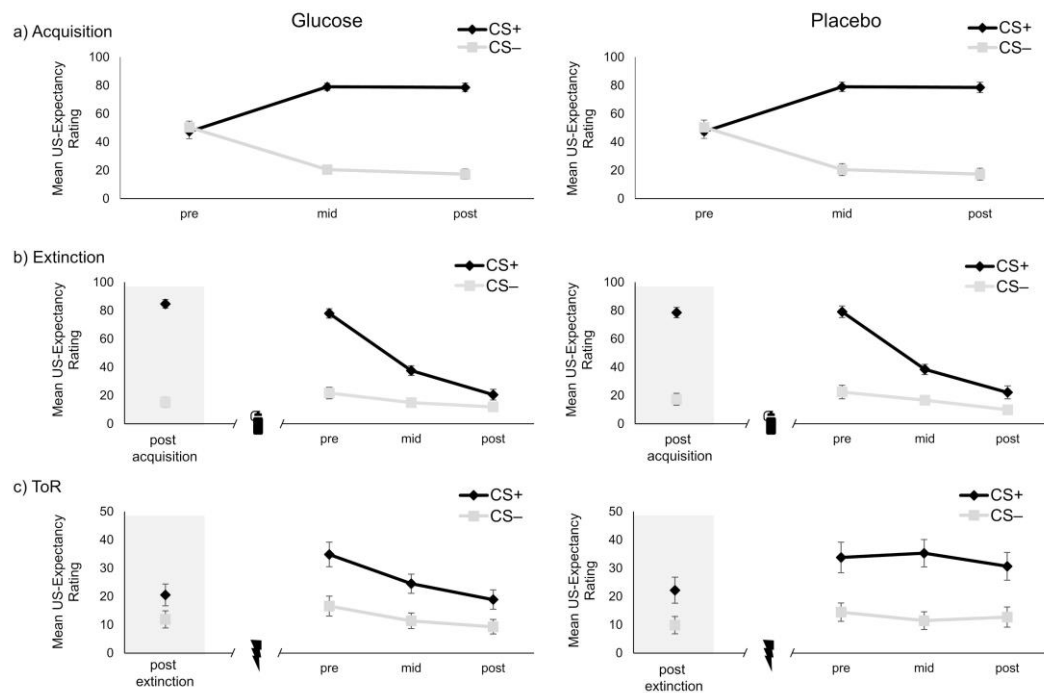 Glucose
Placebo
a) Acquisition
CS+
CS–
Mean US-Expectancy
Rating
100
80
60
40
20
0
pre
mid
post
CS+
CS–
Mean US-Expectancy
Rating
100
80
60
40
20
0
pre
mid
post
b) Extinction
CS+
CS–
Mean US-Expectancy
Rating
100
80
60
40
20
0
post
acquisition
pre
mid
post
CS+
CS–
Mean US-Expectancy
Rating
100
80
60
40
20
0
post
acquisition
pre
mid
post
c) ToR
CS+
CS–
Mean US-Expectancy
Rating
50
40
30
20
10
0
post
extinction
pre
mid
post
CS+
CS–
Mean US-Expectancy
Rating
50
40
30
20
10
0
post
extinction
pre
mid
post